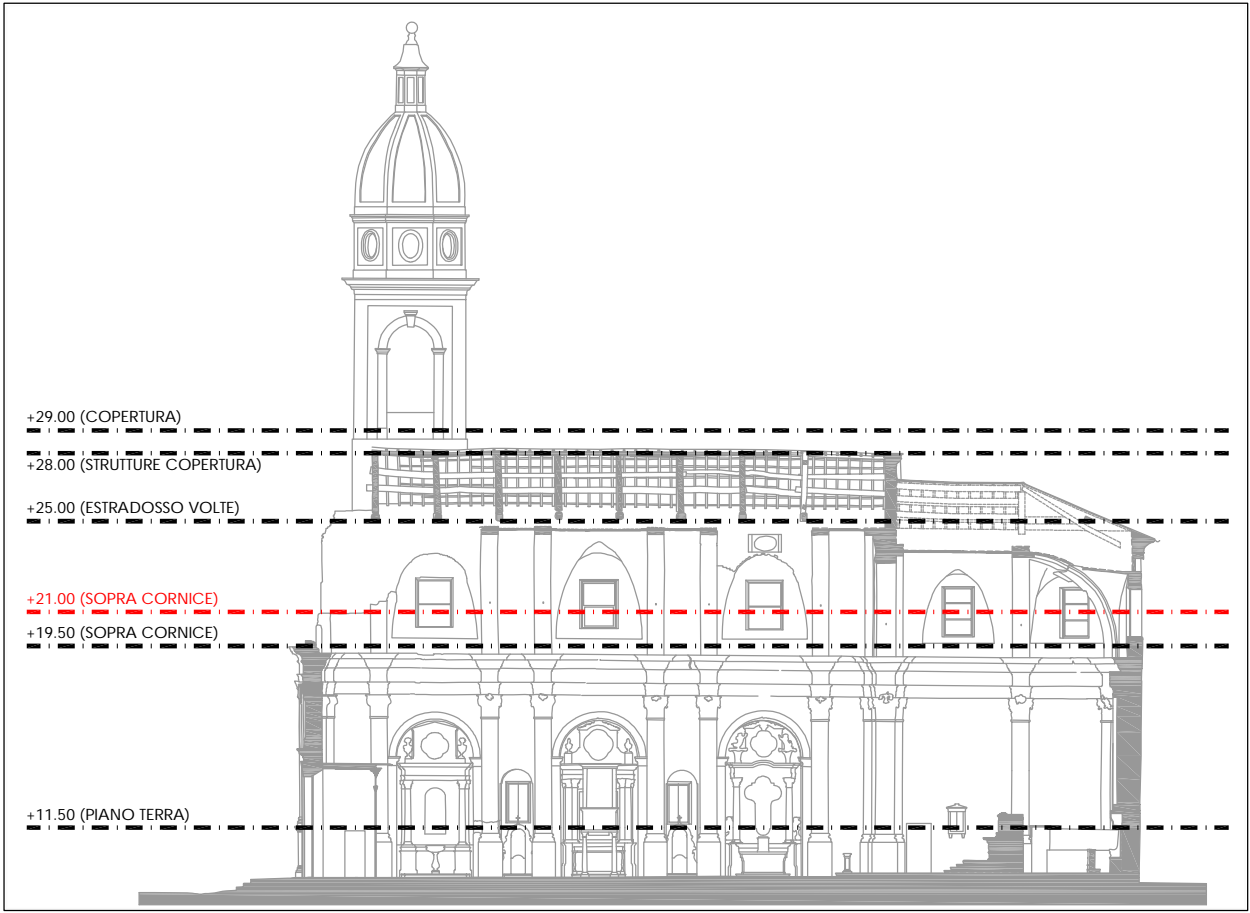 +29.00 (COPERTURA)
+28.00 (STRUTTURE COPERTURA)
+25.00 (ESTRADOSSO VOLTE)
+21.00 (SOPRA CORNICE)
+19.50 (SOPRA CORNICE)
+11.50 (PIANO TERRA)